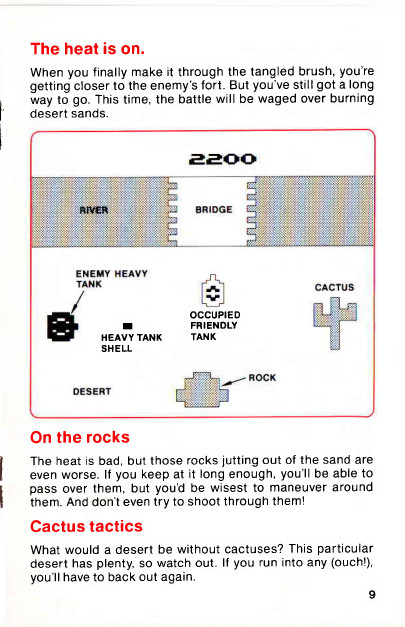 The heat is on.
When you finally make it through the tangled brush, you're
getting closer to the enemy's fort. But you've still got a long
way to go. This time, the battle will be waged over burning
desert sands.
2200
RIVER
BRIDGE
ENEMY HEAVY
TANK
CACTUS
OCCUPIED
FRIENDLY
TANK
HEAVY TANK
SHELL
ROCK
DESERT
On the rocks
The heat is bad, but those rocks jutting out of the sand are
even worse. If you keep at it long enough, you'll be able to
pass over them, but you'd be wisest to maneuver around
them. And don't even try to shoot through them!
Cactus tactics
What would a desert be without cactuses? This particular
desert has plenty, so watch out. If you run into any (ouch!),
you'll have to back out again.
9